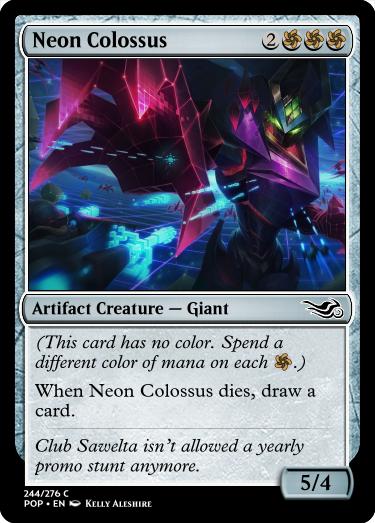 Neon Colossus 2
Artifact Creature — Giant
(This card has no color. Spend a
different color of mana on each .)
When Neon Colossus dies, draw a
card.
Club Sawelta isn't allowed a yearly
promo stunt anymore.
5/4
244/276 C
POP • EN Kelly Aleshire